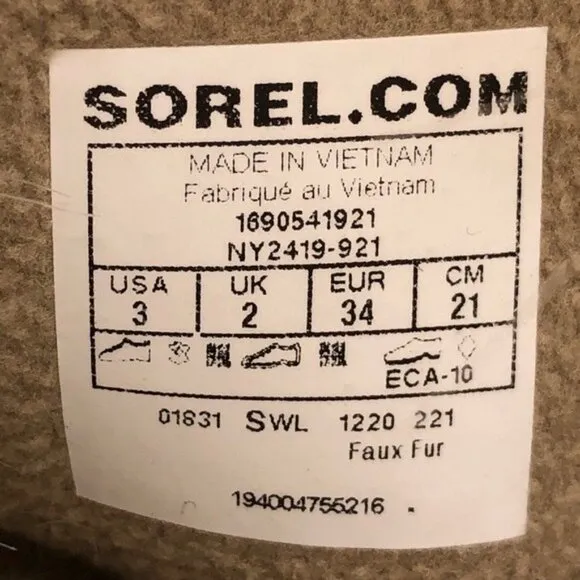 SOREL.COM
MADE IN VIETNAM
Fabriqué au Vietnam
1690541921
NY2419-921
USA UK EUR CM
3 2 34 21
ECA-10
01831 SWL 1220 221
Faux Fur
194004755216